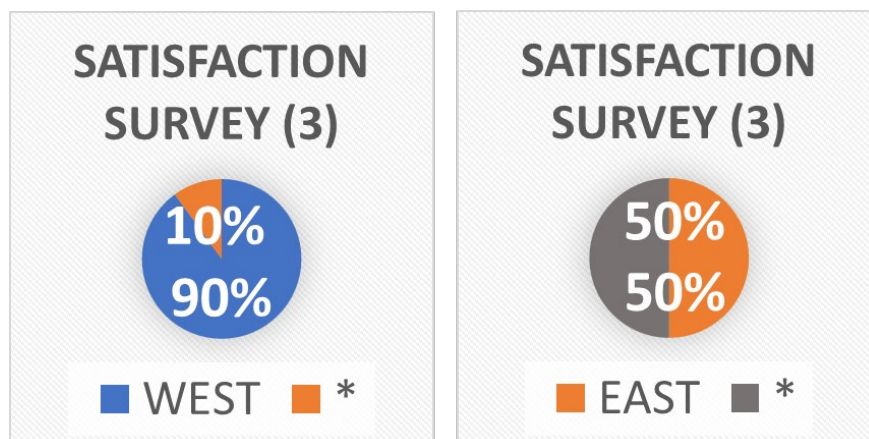 SATISFACTION
SURVEY (3)
10%
90%
WEST *
SATISFACTION
SURVEY (3)
50%
50%
EAST *